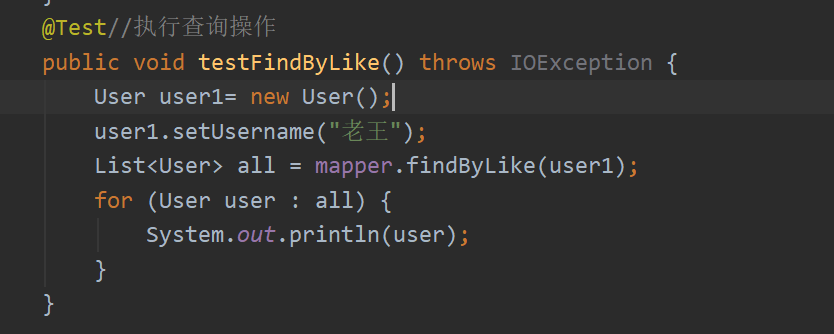 }
@Test//执行查询操作
public void testFindByLike() throws IOException {
    User user1= new User();
    user1.setUsername("老王");
    List<User> all = mapper.findByLike(user1);
    for (User user : all) {
        System.out.println(user);
    }
}